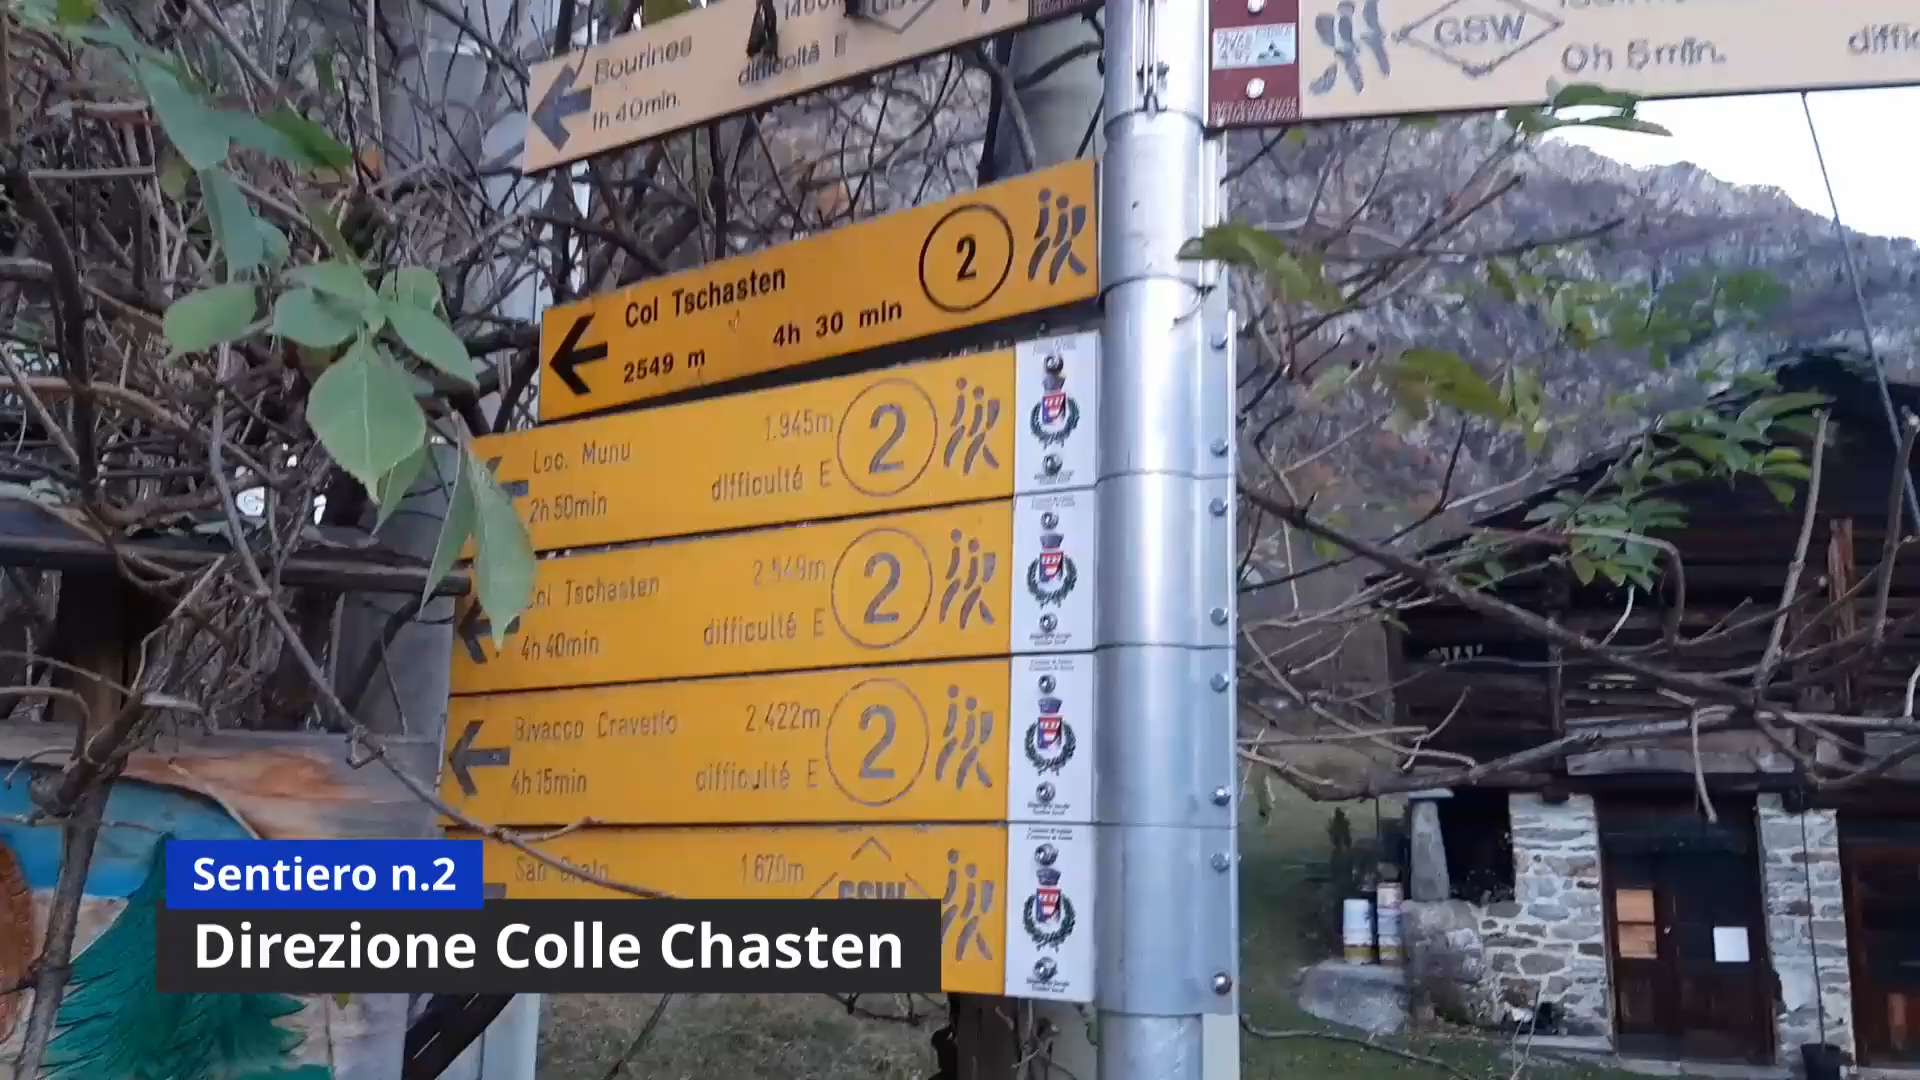 Bourines
1h 40min.
difficoltà E
GSW
0h 5min.
Col Tschasten
2549 m
4h 30 min
2
Loc. Munu
1.945m
2h 50min
difficulté E
2
Col Tschasten
2.549m
4h 40min
difficulté E
2
Bivacco Cravetto
2.422m
4h 15min
difficulté E
2
San Grato
1.670m
GSW
Sentiero n.2
Direzione Colle Chasten